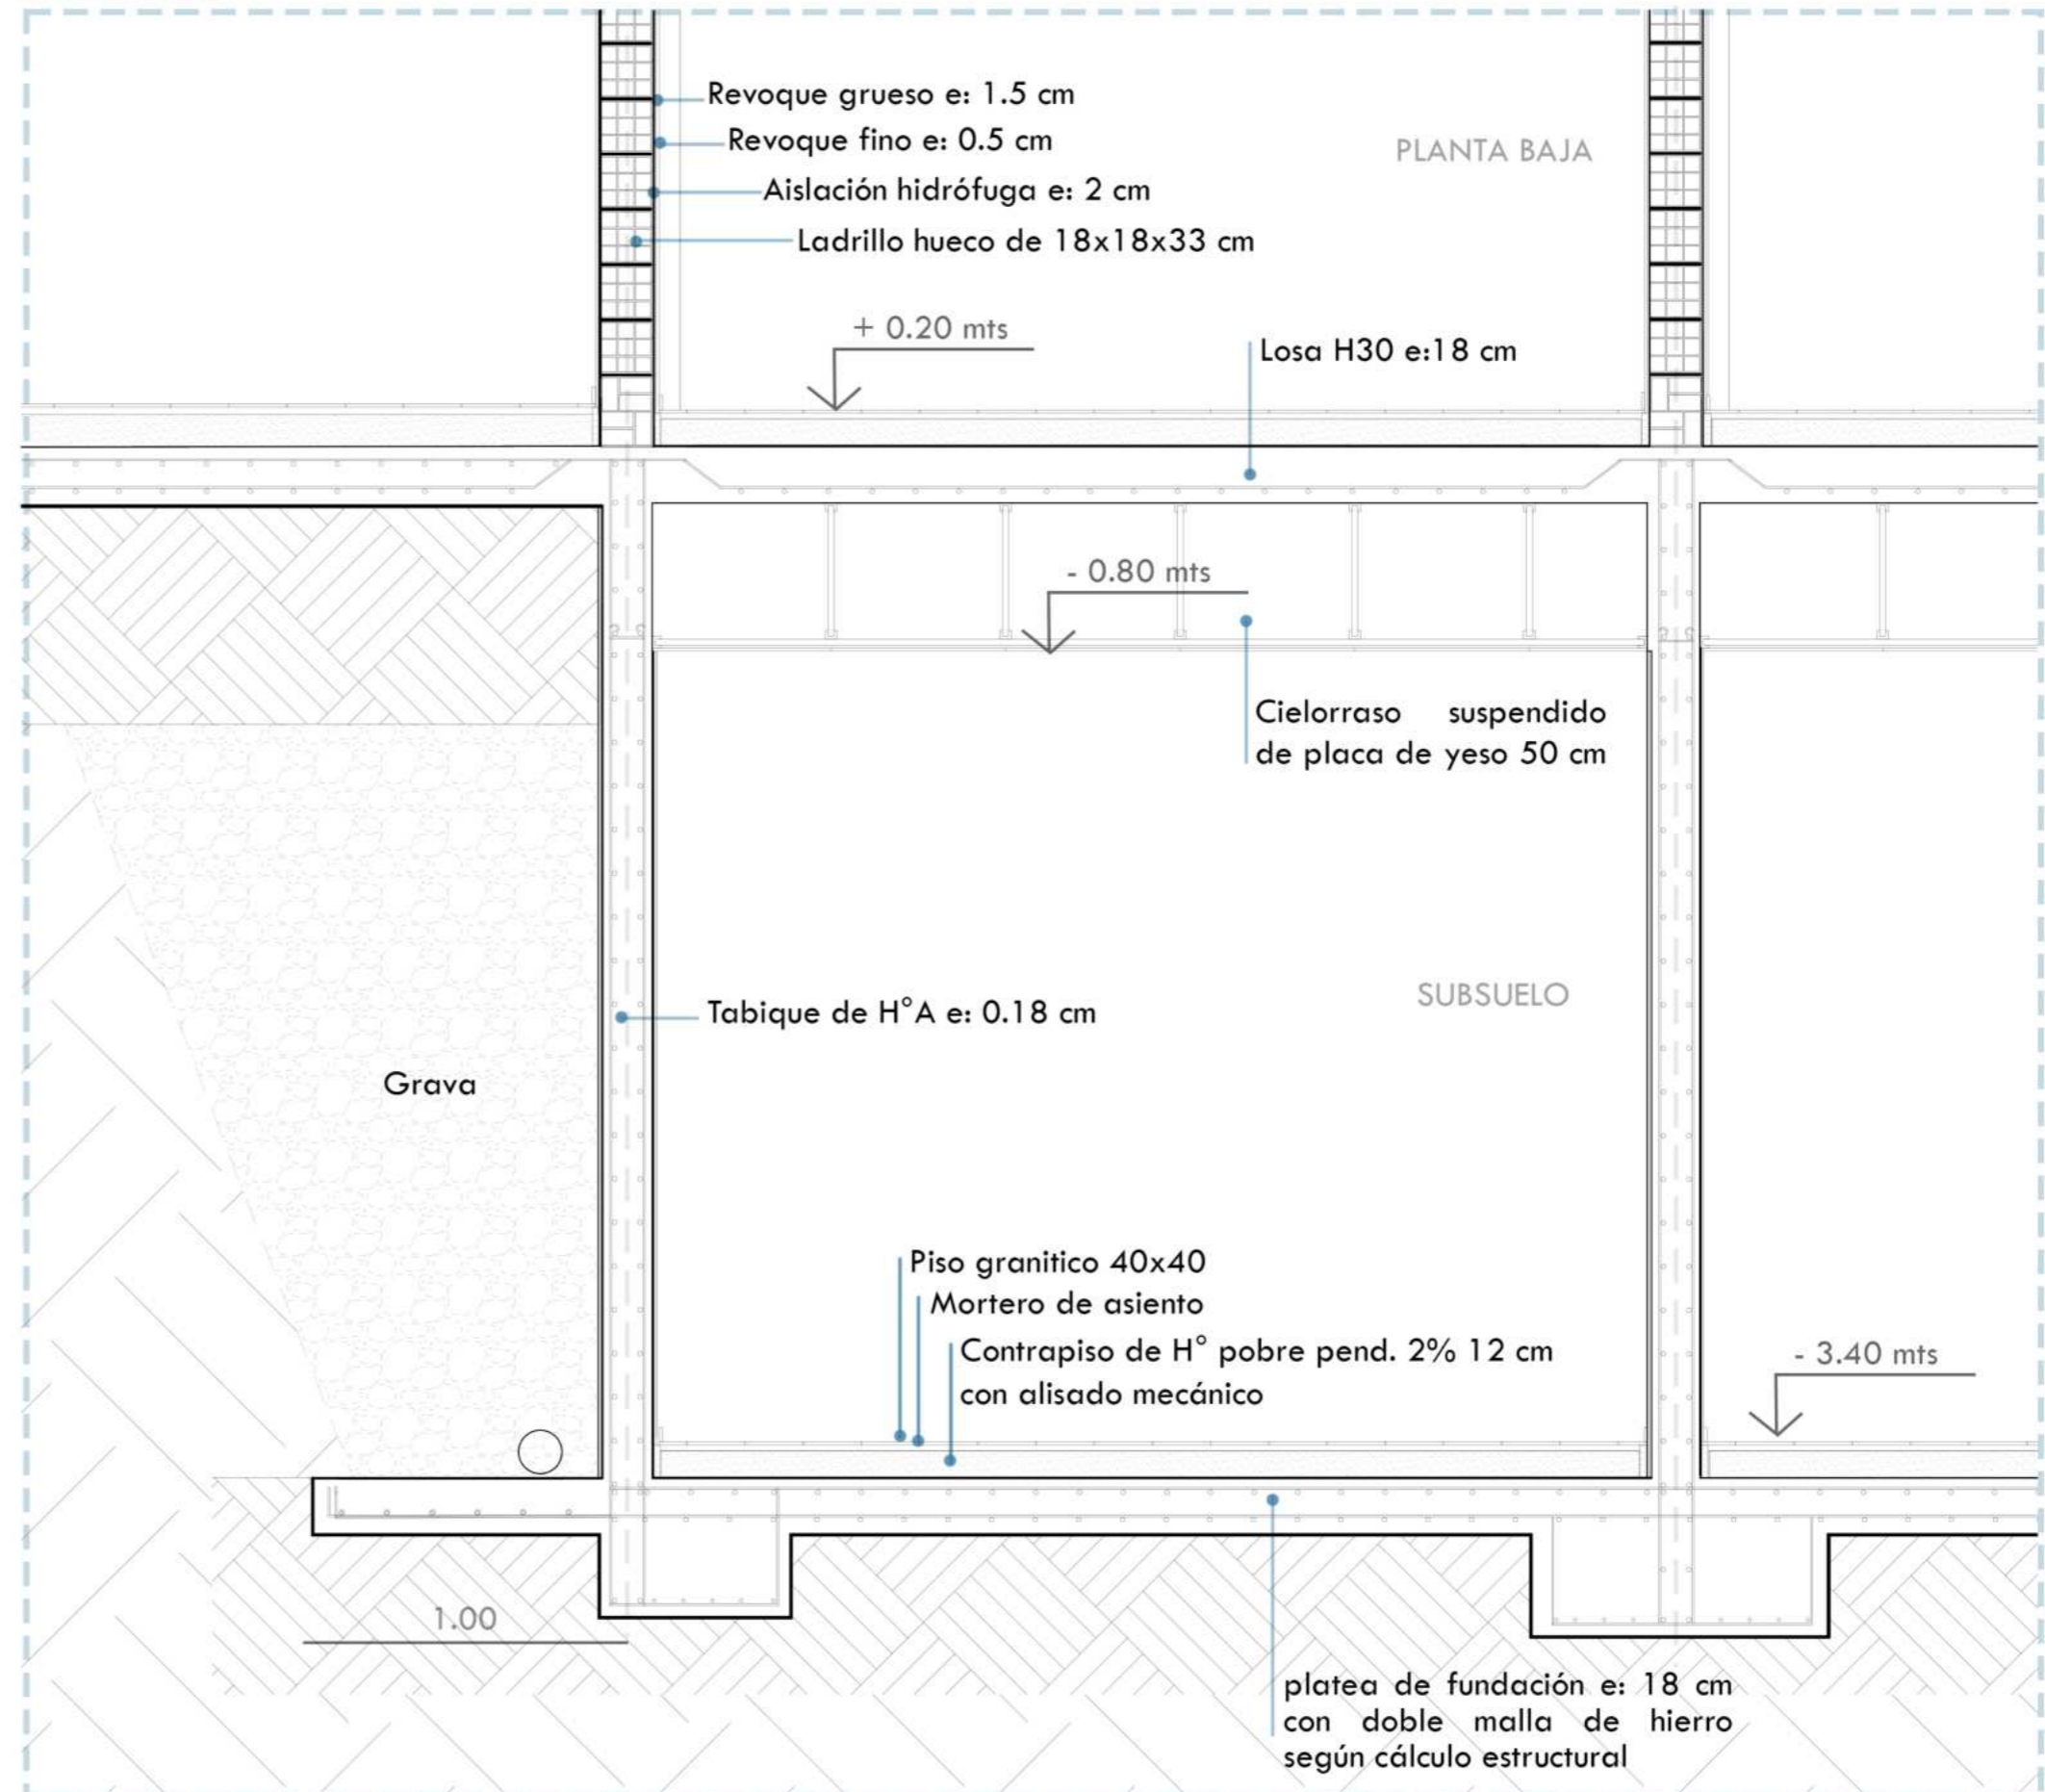 Revoque grueso e: 1.5 cm
Revoque fino e: 0.5 cm
PLANTA BAJA
Aislación hidrófuga e: 2 cm
Ladrillo hueco de 18x18x33 cm
+ 0.20 mts
Losa H30 e:18 cm
- 0.80 mts
Cielorraso suspendido
de placa de yeso 50 cm
SUBSUELO
Tabique de H°A e: 0.18 cm
Grava
Piso granitico 40x40
Mortero de asiento
Contrapiso de H° pobre pend. 2% 12 cm
con alisado mecánico
- 3.40 mts
1.00
platea de fundación e: 18 cm
con doble malla de hierro
según cálculo estructural